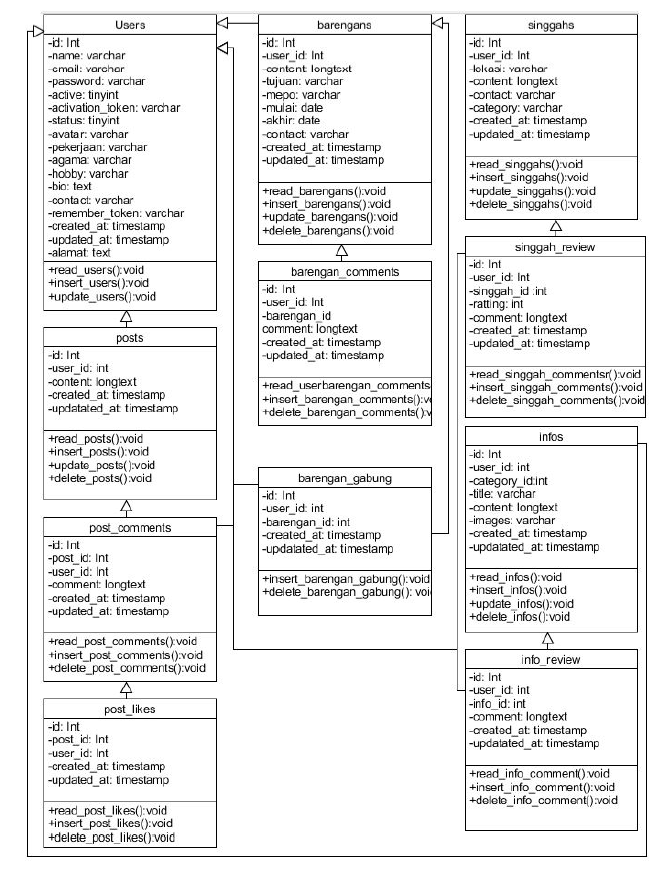 Users
-id: Int
-name: varchar
-email: varchar
-password: varchar
-active: tinyint
-activation_token: varchar
-status: tinyint
-avatar: varchar
-pekerjaan: varchar
-agama: varchar
-hobby: varchar
-bio: text
-contact: varchar
-remember_token: varchar
-created_at: timestamp
-updated_at: timestamp
-alamat: text
+read_users():void
+insert_users():void
+update_users():void
posts
-id: Int
-user_id: int
-content: longtext
-created_at: timestamp
-updatated_at: timestamp
+read_posts():void
+insert_posts():void
+update_posts():void
+delete_posts():void
post_comments
-id: Int
-post_id: Int
-user_id: Int
-comment: longtext
-created_at: timestamp
-updated_at: timestamp
+read_post_comments():void
+insert_post_comments():void
+delete_post_comments():void
post_likes
-id: Int
-post_id: Int
-user_id: Int
-created_at: timestamp
-updated_at: timestamp
+read_post_likes():void
+insert_post_likes():void
+delete_post_likes():void
barengans
-id: Int
-user_id: Int
-content: longtext
-tujuan: varchar
-mepo: varchar
-mulai: date
-akhir: date
-contact: varchar
-created_at: timestamp
-updated_at: timestamp
+read_barengans():void
+insert_barengans():void
+update_barengans():void
+delete_barengans():void
barengan_comments
-id: Int
-user_id: Int
-barengan_id
comment: longtext
-created_at: timestamp
-updated_at: timestamp
+read_userbarengan_comments
+insert_barengan_comments():v
+delete_barengan_comments():v
barengan_gabung
-id: Int
-user_id: int
-barengan_id: int
-created_at: timestamp
-updatated_at: timestamp
+insert_barengan_gabung():void
+delete_barengan_gabung(): voi
singgahs
-id: Int
-user_id: Int
-lokasi: varchar
-content: longtext
-contact: varchar
-category: varchar
-created_at: timestamp
-updated_at: timestamp
+read_singgahs():void
+insert_singgahs():void
+update_singgahs():void
+delete_singgahs():void
singgah_review
-id: Int
-user_id: Int
-singgah_id :int
-ratting: int
-comment: longtext
-created_at: timestamp
-updated_at: timestamp
+read_singgah_commentsr():void
+insert_singgah_comments():void
+delete_singgah_comments():void
infos
-id: Int
-user_id: int
-category_id:int
-title: varchar
-content: longtext
-images: varchar
-created_at: timestamp
-updatated_at: timestamp
+read_infos():void
+insert_infos():void
+update_infos():void
+delete_infos():void
info_review
-id: Int
-user_id: int
-info_id: int
-comment: longtext
-created_at: timestamp
-updatated_at: timestamp
+read_info_comment():void
+insert_info_comment():void
+delete_info_comment():void